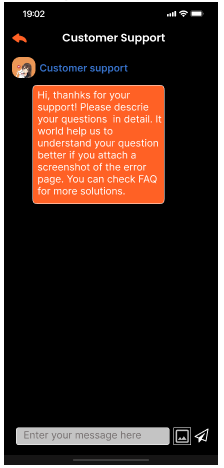 19:02
Customer Support
Customer support
Hi, thanhks for your
support! Please descrie
your questions in detail. It
world help us to
understand your question
better if you attach a
screenshot of the error
page. You can check FAQ
for more solutions.
Enter your message here